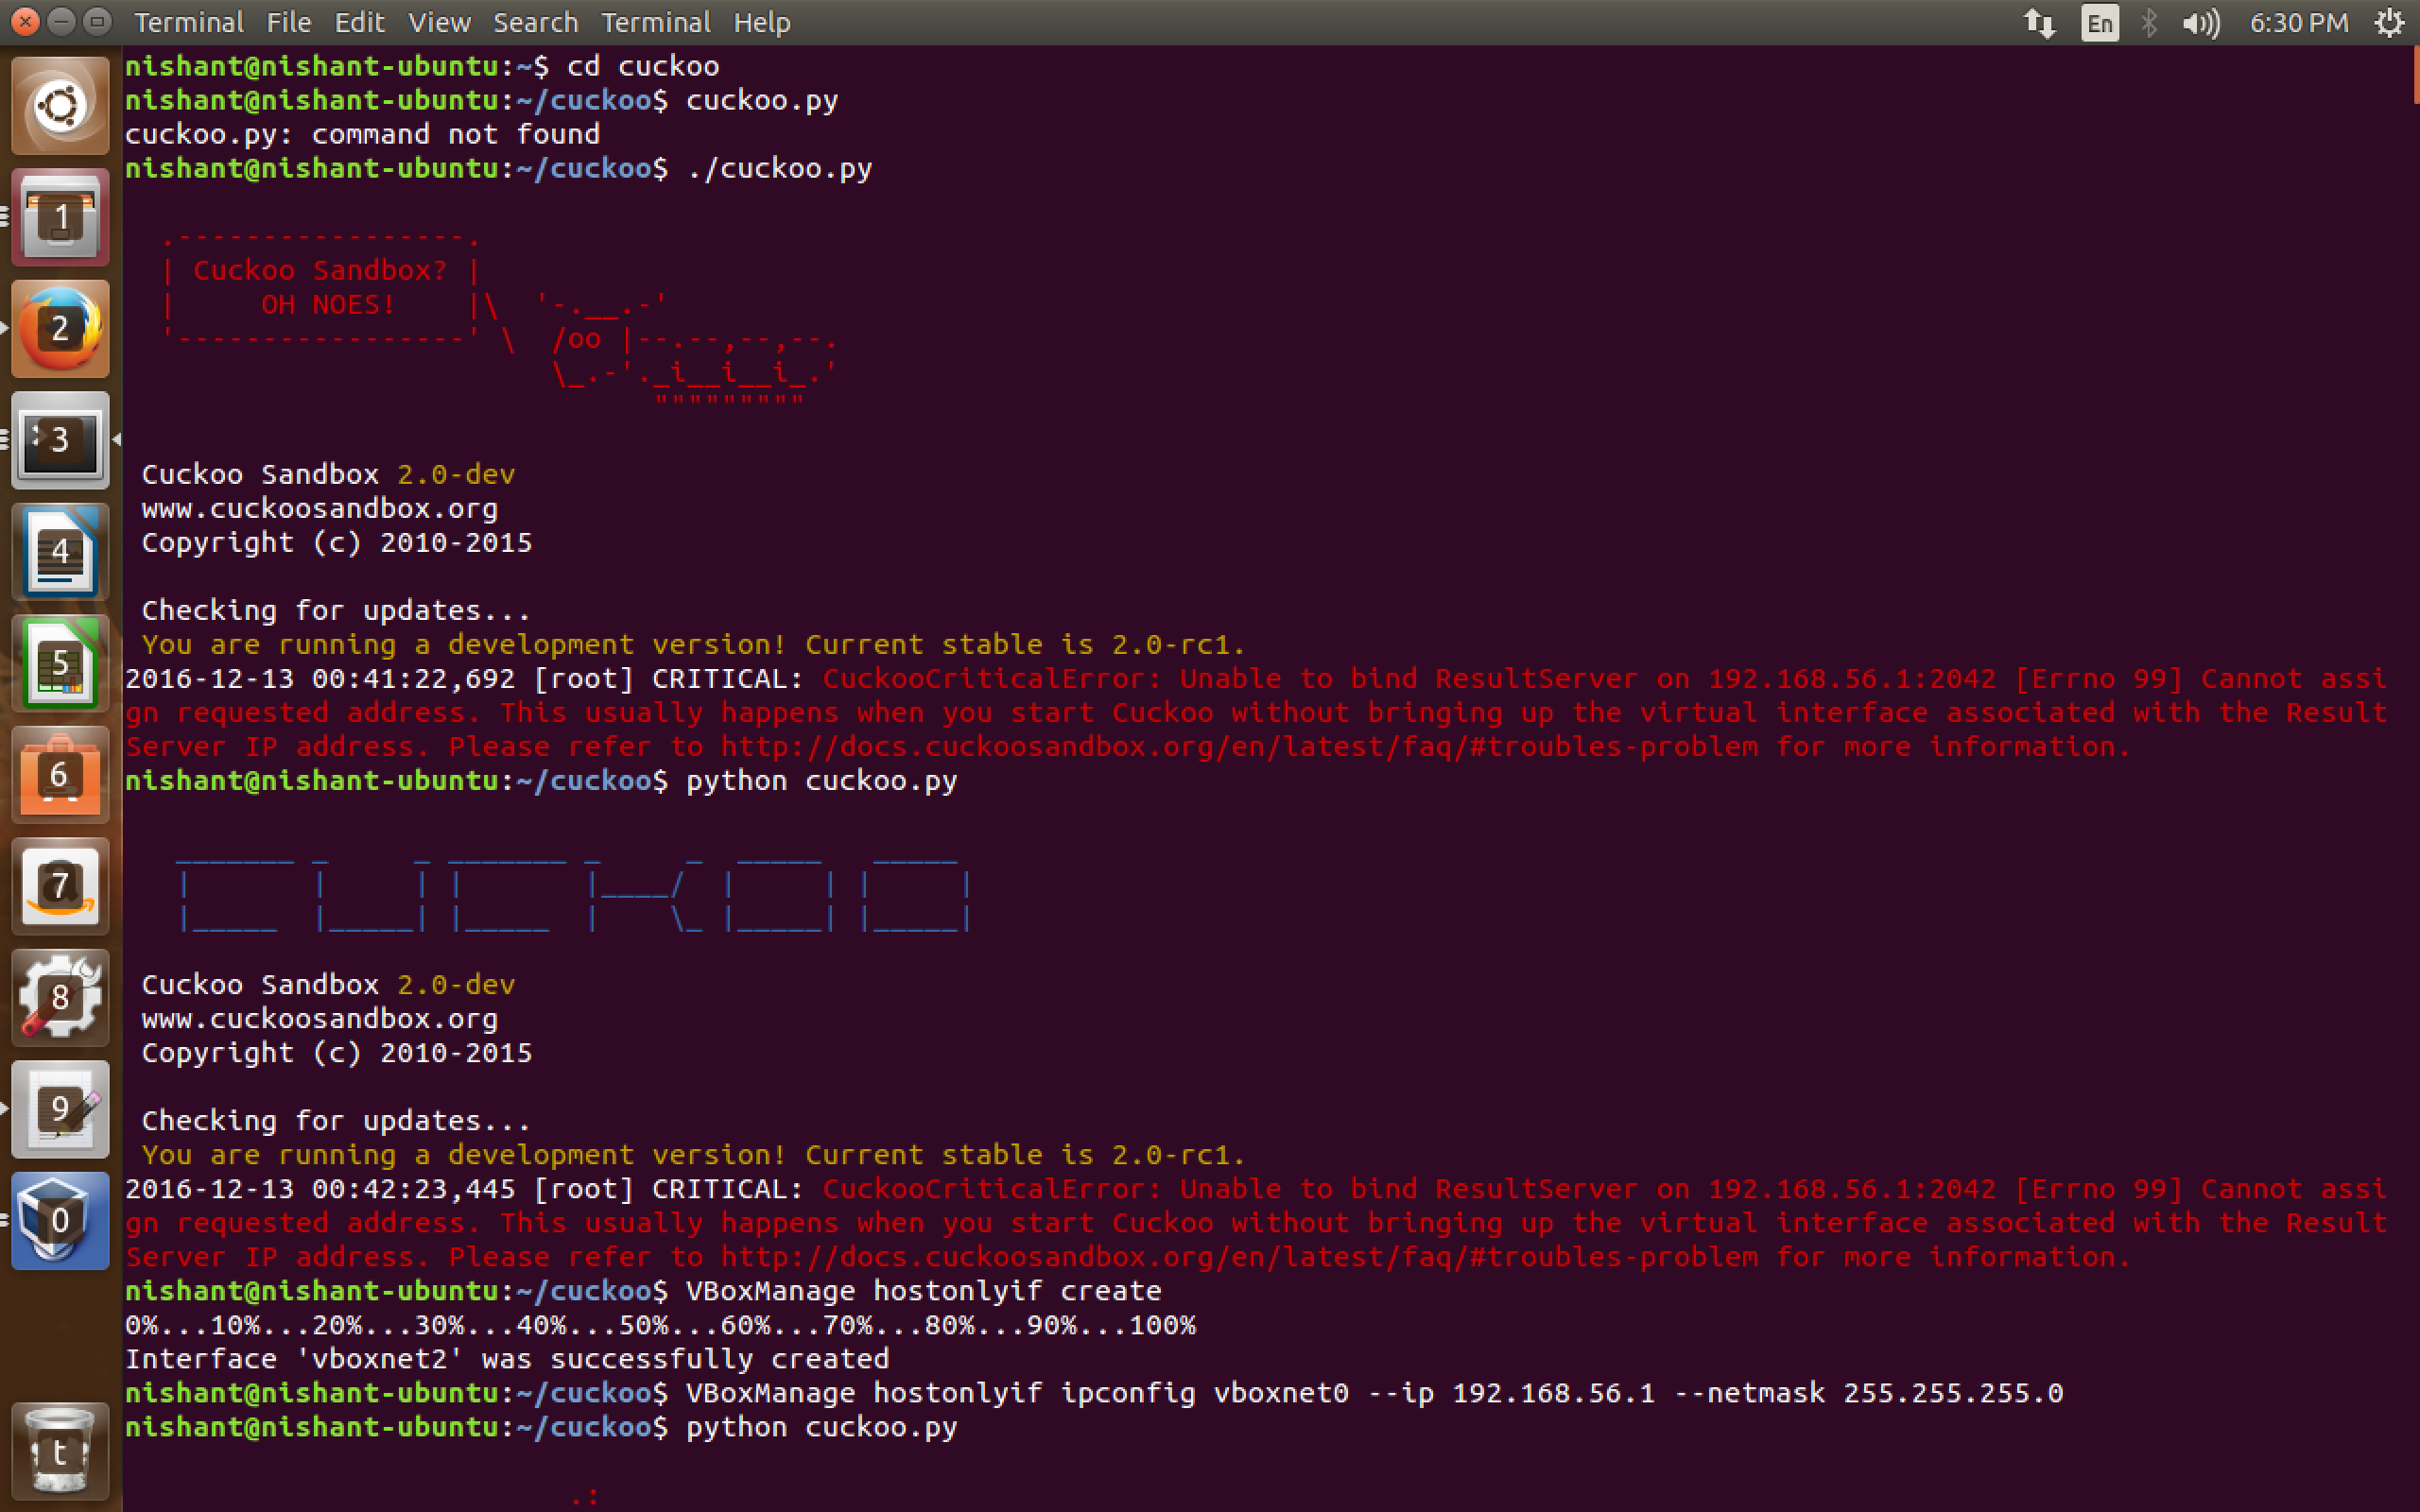 Terminal File Edit View Search Terminal Help En 6:30 PM
nishant@nishant-ubuntu:~$ cd cuckoo
nishant@nishant-ubuntu:~/cuckoo$ cuckoo.py
cuckoo.py: command not found
nishant@nishant-ubuntu:~/cuckoo$ ./cuckoo.py
Cuckoo Sandbox?
OH NOES!
Cuckoo Sandbox 2.0-dev
www.cuckoosandbox.org
Copyright (c) 2010-2015
Checking for updates...
You are running a development version! Current stable is 2.0-rc1.
2016-12-13 00:41:22,692 [root] CRITICAL: CuckooCriticalError: Unable to bind ResultServer on 192.168.56.1:2042 [Errno 99] Cannot assi
gn requested address. This usually happens when you start Cuckoo without bringing up the virtual interface associated with the Result
Server IP address. Please refer to http://docs.cuckoosandbox.org/en/latest/faq/#troubles-problem for more information.
nishant@nishant-ubuntu:~/cuckoo$ python cuckoo.py
CUCKOO
Cuckoo Sandbox 2.0-dev
www.cuckoosandbox.org
Copyright (c) 2010-2015
Checking for updates...
You are running a development version! Current stable is 2.0-rc1.
2016-12-13 00:42:23,445 [root] CRITICAL: CuckooCriticalError: Unable to bind ResultServer on 192.168.56.1:2042 [Errno 99] Cannot assi
gn requested address. This usually happens when you start Cuckoo without bringing up the virtual interface associated with the Result
Server IP address. Please refer to http://docs.cuckoosandbox.org/en/latest/faq/#troubles-problem for more information.
nishant@nishant-ubuntu:~/cuckoo$ VBoxManage hostonlyif create
0%...10%...20%...30%...40%...50%...60%...70%...80%...90%...100%
Interface 'vboxnet2' was successfully created
nishant@nishant-ubuntu:~/cuckoo$ VBoxManage hostonlyif ipconfig vboxnet0 --ip 192.168.56.1 --netmask 255.255.255.0
nishant@nishant-ubuntu:~/cuckoo$ python cuckoo.py
.:
1
2
3
4
5
6
7
8
9
0
t